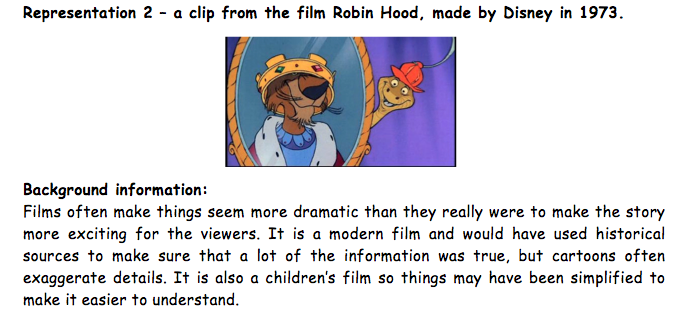 Representation 2 - a clip from the film Robin Hood, made by Disney in 1973.
Background information:
Films often make things seem more dramatic than they really were to make the story
more exciting for the viewers. It is a modern film and would have used historical
sources to make sure that a lot of the information was true, but cartoons often
exaggerate details. It is also a children's film so things may have been simplified to
make it easier to understand.